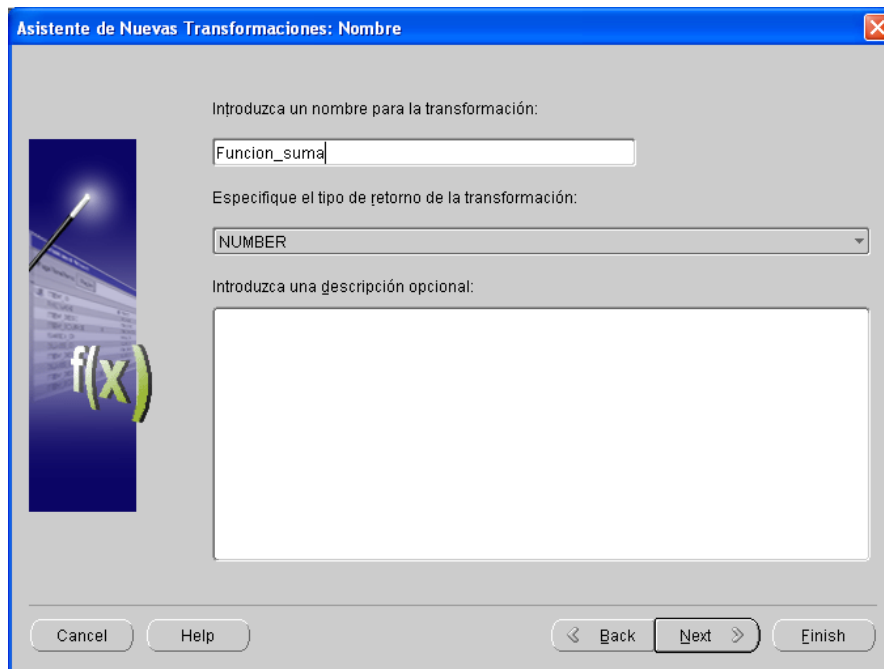 Asistente de Nuevas Transformaciones: Nombre
Introduzca un nombre para la transformación:
Funcion_suma
Especifique el tipo de retorno de la transformación:
NUMBER
Introduzca una descripción opcional:
f(x)
Cancel Help Back Next Finish